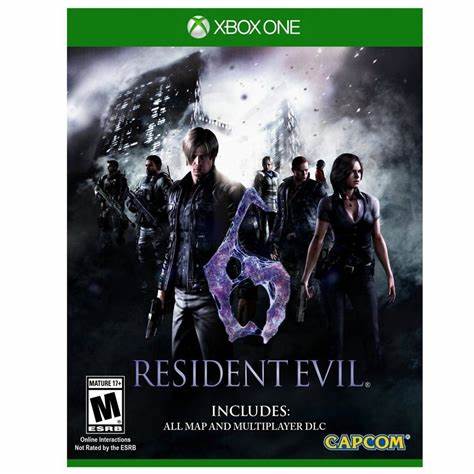 XBOX ONE
6
RESIDENT EVIL®
INCLUDES:
ALL MAP AND MULTIPLAYER DLC
MATURE 17+
M
ESRB
Online Interactions
Not Rated by the ESRB
CAPCOM®